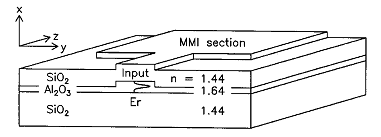 x
z
y
MMI section
Input
SiO₂
n = 1.44
Al₂O₃
1.64
Er
SiO₂
1.44